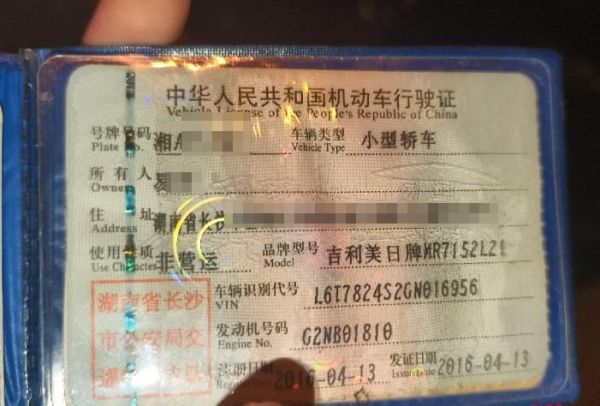 中华人民共和国机动车行驶证
Vehicle License of the People's Republic of China
号牌号码 湘A 车辆类型 小型轿车
Plate No. Vehicle Type
所有人
Owner
住址 湖南省长沙
Address
使用性质 非营运 品牌型号 吉利美日牌MR7152L21
Use Character Model
湖南省长沙 车辆识别代号 L6T7824S2GN016956
VIN
市公安局交 发动机号码 G2NB01810
Engine No.
注册日期 2016-04-13 发证日期 2016-04-13
Register Date Issue Date